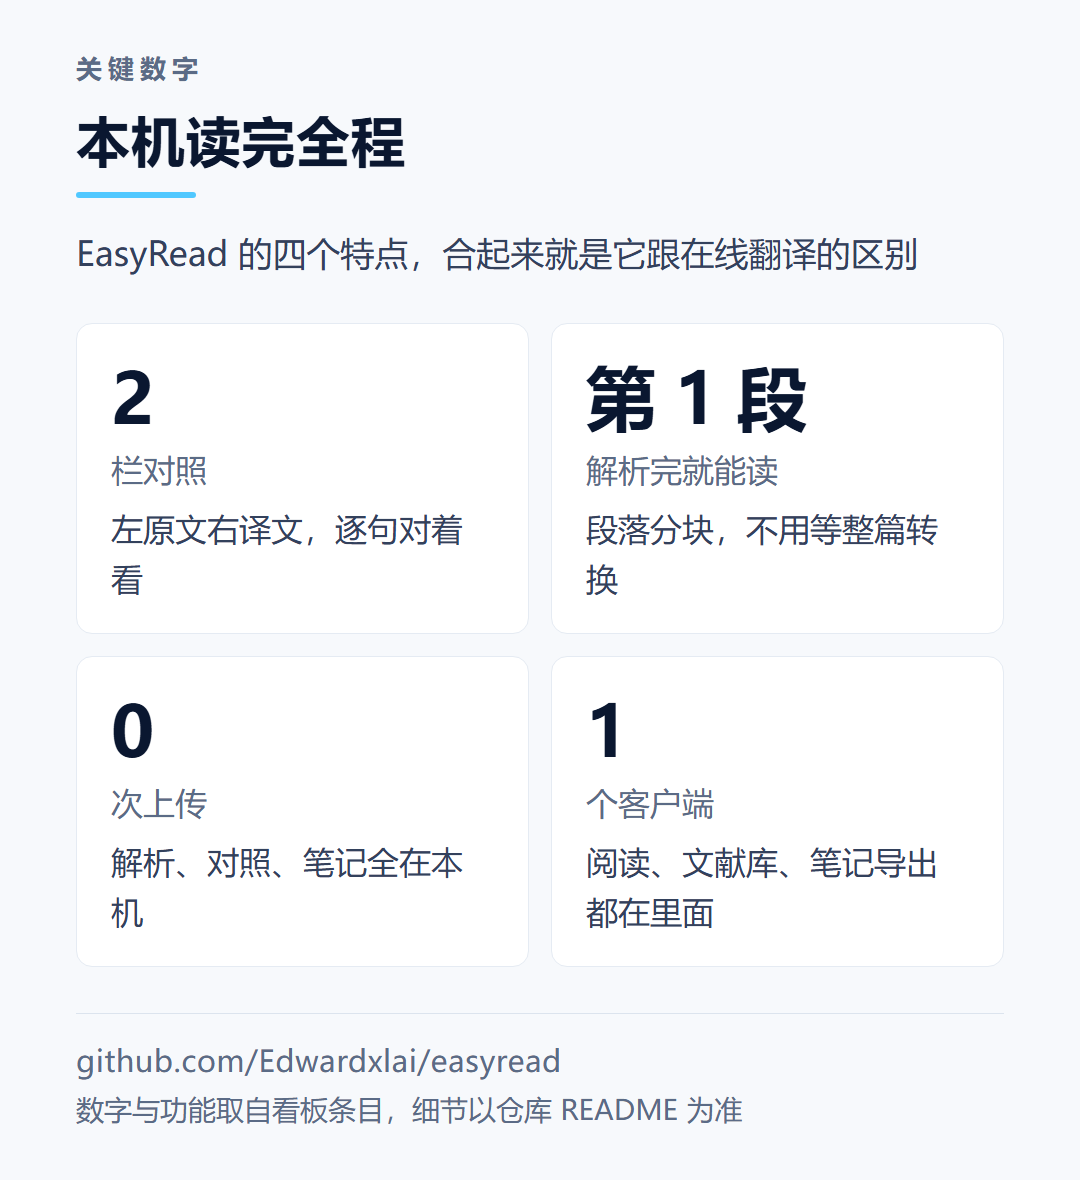 关键数字
本机读完全程
EasyRead 的四个特点，合起来就是它跟在线翻译的区别
2
栏对照
左原文右译文，逐句对着
看
第 1 段
解析完就能读
段落分块，不用等整篇转
换
0
次上传
解析、对照、笔记全在本
机
1
个客户端
阅读、文献库、笔记导出
都在里面
github.com/Edwardxlai/easyread
数字与功能取自看板条目，细节以仓库 README 为准